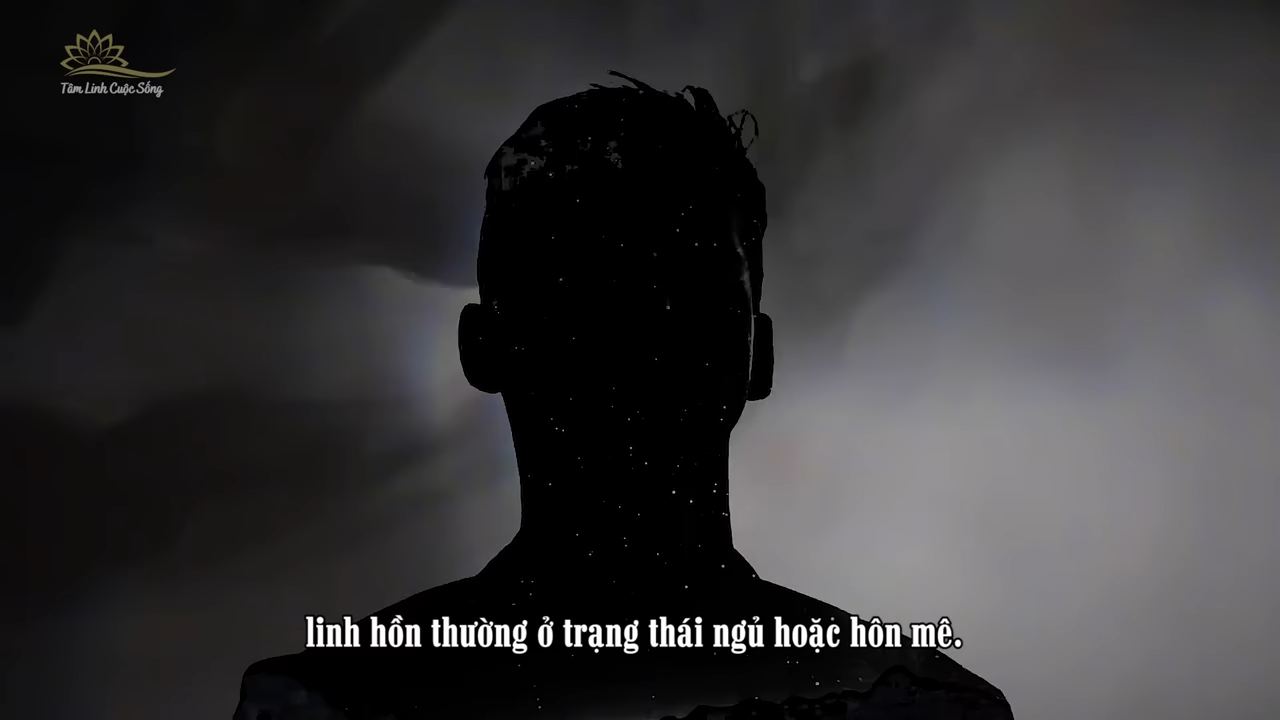 Tâm Linh Cuộc Sống
linh hồn thường ở trạng thái ngủ hoặc hôn mê.